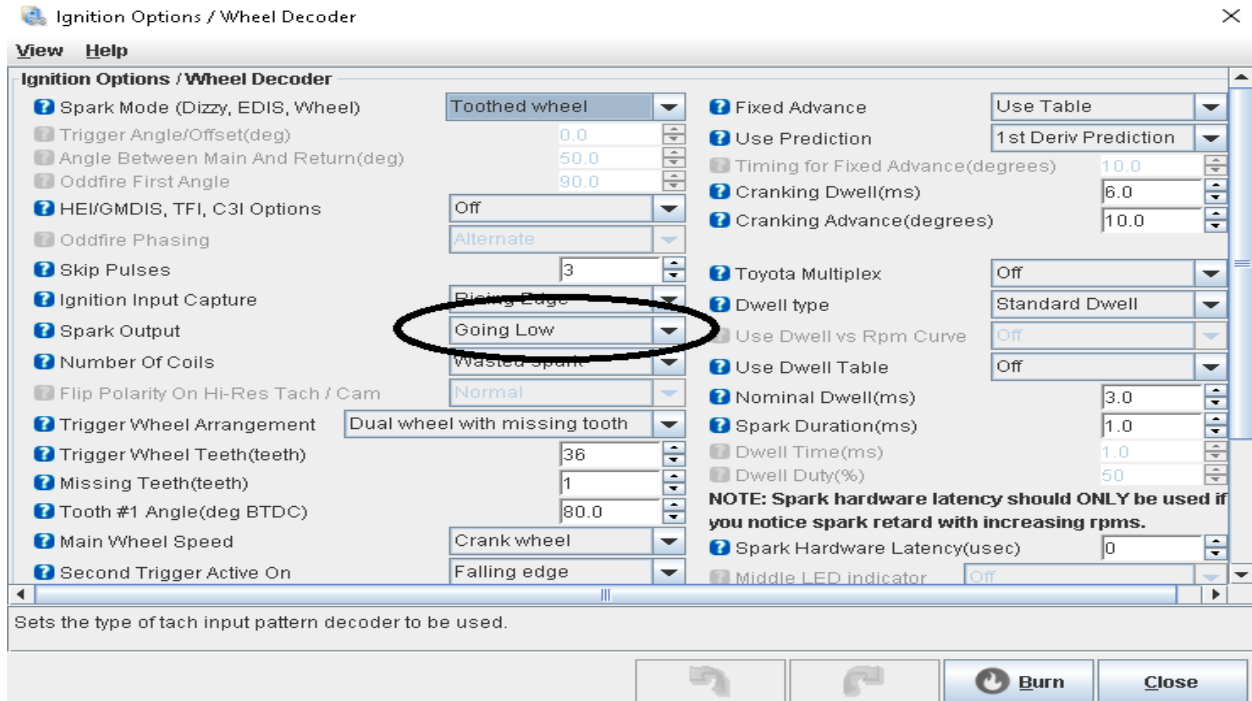 Ignition Options / Wheel Decoder
View Help
Ignition Options / Wheel Decoder
Spark Mode (Dizzy, EDIS, Wheel) Toothed wheel
Trigger Angle/Offset(deg) 0.0
Angle Between Main And Return(deg) 50.0
Oddfire First Angle 90.0
HEI/GMDIS, TFI, C3I Options Off
Oddfire Phasing Alternate
Skip Pulses 3
Ignition Input Capture Rising Edge
Spark Output Going Low
Number Of Coils Wasted Spark
Flip Polarity On Hi-Res Tach / Cam Normal
Trigger Wheel Arrangement Dual wheel with missing tooth
Trigger Wheel Teeth(teeth) 36
Missing Teeth(teeth) 1
Tooth #1 Angle(deg BTDC) 80.0
Main Wheel Speed Crank wheel
Second Trigger Active On Falling edge
Fixed Advance Use Table
Use Prediction 1st Deriv Prediction
Timing for Fixed Advance(degrees) 10.0
Cranking Dwell(ms) 6.0
Cranking Advance(degrees) 10.0
Toyota Multiplex Off
Dwell type Standard Dwell
Use Dwell vs Rpm Curve Off
Use Dwell Table Off
Nominal Dwell(ms) 3.0
Spark Duration(ms) 1.0
Dwell Time(ms) 1.0
Dwell Duty(%) 50
NOTE: Spark hardware latency should ONLY be used if
you notice spark retard with increasing rpms.
Spark Hardware Latency(usec) 0
Middle LED indicator Off
Sets the type of tach input pattern decoder to be used.
Burn Close